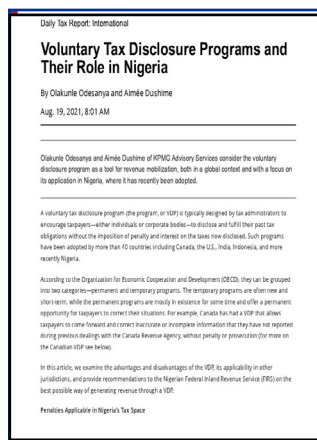 Daily Tax Report: International
Voluntary Tax Disclosure Programs and
Their Role in Nigeria
By Olakunle Odesanya and Aimée Dushime
Aug. 19, 2021, 8:01 AM
Olakunle Odesanya and Aimée Dushime of KPMG Advisory Services consider the voluntary
disclosure program as a tool for revenue mobilization, both in a global context and with a focus on
its application in Nigeria, where it has recently been adopted.
A voluntary tax disclosure program (the program, or VDP) is typically designed by tax administrators to
encourage taxpayers—either individuals or corporate bodies—to disclose and fulfill their past tax
obligations without the imposition of penalty and interest on the taxes now disclosed. Such programs
have been adopted by more than 40 countries including Canada, the U.S., India, Indonesia, and more
recently Nigeria.
According to the Organization for Economic Cooperation and Development (OECD), they can be grouped
into two categories—permanent and temporary programs. The temporary programs are often new and
short-term, while the permanent programs are mostly in existence for some time and offer a permanent
opportunity for taxpayers to correct their situations. For example, Canada has had a VDP that allows
taxpayers to come forward and correct inaccurate or incomplete information that they have not reported
during previous dealings with the Canada Revenue Agency, without penalty or prosecution (for more on
the Canadian VDP see below).
In this article, we examine the advantages and disadvantages of the VDP, its applicability in other
jurisdictions, and provide recommendations to the Nigerian Federal Inland Revenue Service (FIRS) on the
best possible way of generating revenue through a VDP.
Penalties Applicable in Nigeria's Tax Space